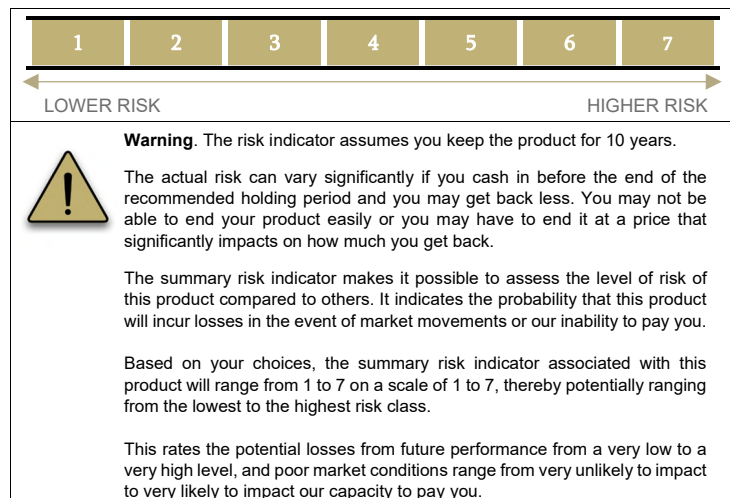 1 2 3 4 5 6 7
LOWER RISK HIGHER RISK
Warning. The risk indicator assumes you keep the product for 10 years.
The actual risk can vary significantly if you cash in before the end of the
recommended holding period and you may get back less. You may not be
able to end your product easily or you may have to end it at a price that
significantly impacts on how much you get back.
The summary risk indicator makes it possible to assess the level of risk of
this product compared to others. It indicates the probability that this product
will incur losses in the event of market movements or our inability to pay you.
Based on your choices, the summary risk indicator associated with this
product will range from 1 to 7 on a scale of 1 to 7, thereby potentially ranging
from the lowest to the highest risk class.
This rates the potential losses from future performance from a very low to a
very high level, and poor market conditions range from very unlikely to impact
to very likely to impact our capacity to pay you.